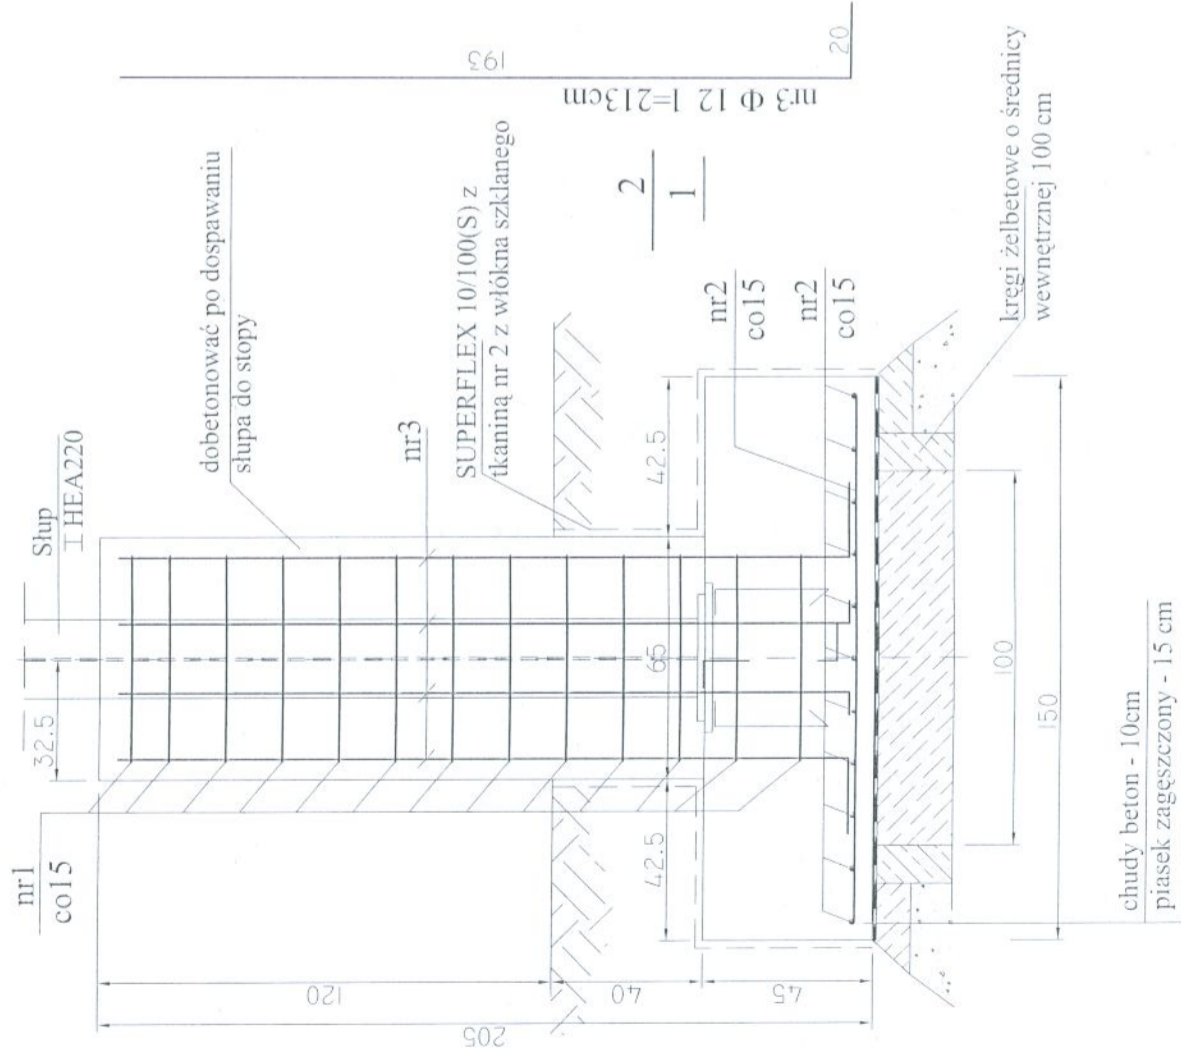 Słup
HEA220
32.5
nr1
co15
dobetonować po dospawaniu
słupa do stopy
nr3
SUPERFLEX 10/100(S) z
tkaniną nr 2 z włókna szklanego
193
20
nr3 Φ 12 l=213cm
2
1
nr2
co15
nr2
co15
42.5
65
42.5
120
40
45
205
kręgi żelbetowe o średnicy
wewnętrznej 100 cm
100
150
chudy beton - 10cm
piasek zagęszczony - 15 cm